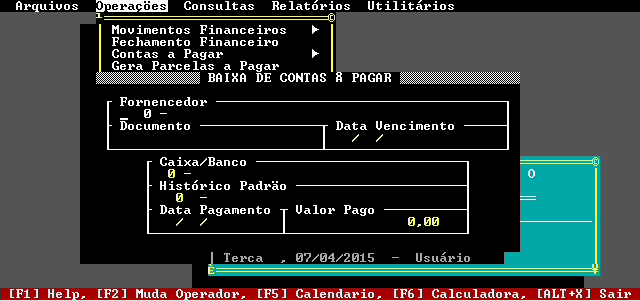 Arquivos Operações Consultas Relatórios Utilitários
Movimentos Financeiros
Fechamento Financeiro
Contas a Pagar
Gera Parcelas a Pagar
BAIXA DE CONTAS 8 PAGAR
Fornencedor
_ 0 -
Documento Data Vencimento
/ /
Caixa/Banco
0 -
Histórico Padrão
0 -
Data Pagamento Valor Pago
/ / 0,00
O
Terca , 07/04/2015 - Usuário
[F1] Help, [F2] Muda Operador, [F5] Calendario, [F6] Calculadora, [ALT+X] Sair